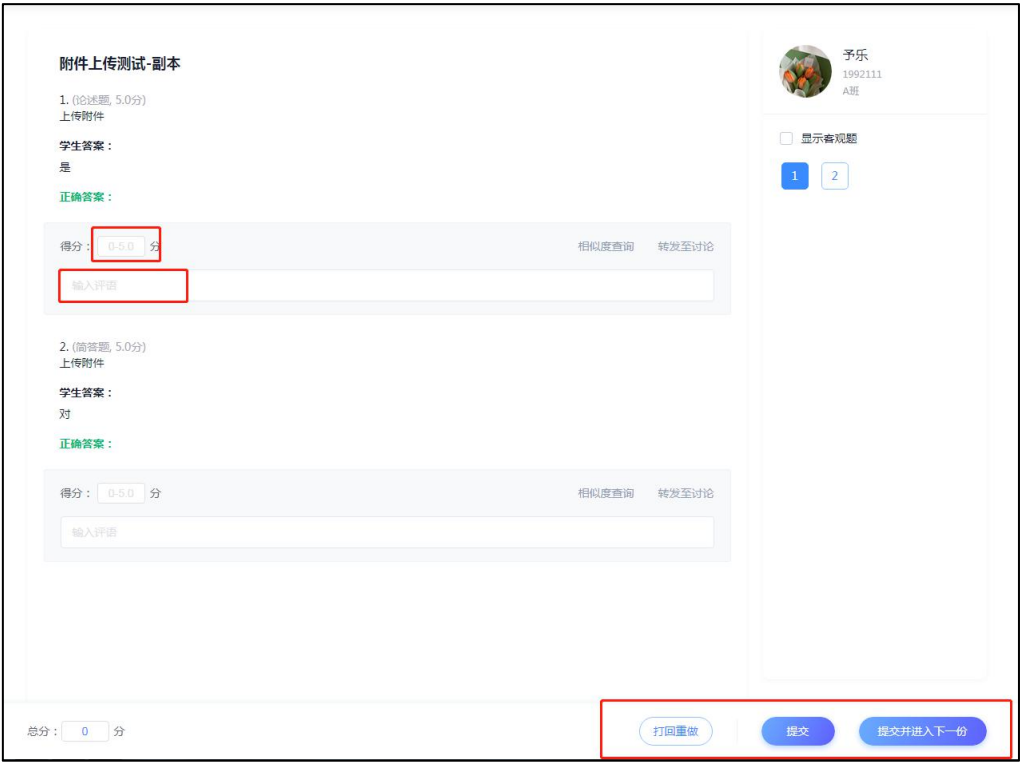 附件上传测试-副本
1. (论述题, 5.0分)
上传附件
学生答案：
是
正确答案：
得分： 0-5.0 分 相似度查询 转发至讨论
输入评语
2. (简答题, 5.0分)
上传附件
学生答案：
对
正确答案：
得分： 0-5.0 分 相似度查询 转发至讨论
输入评语
予乐
1992111
A班
显示客观题
1 2
总分： 0 分 打回重做 提交 提交并进入下一份